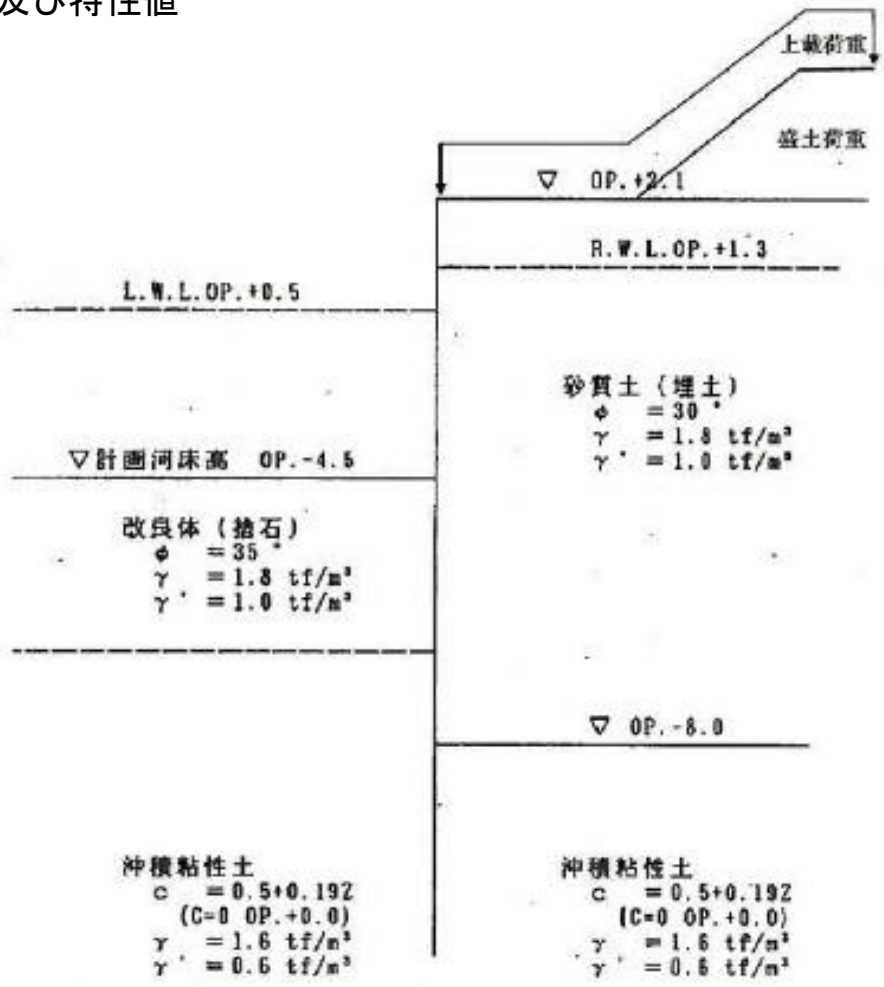 及び特性値
上載荷重
盛土荷重
▽ OP.+2.1
R.W.L.OP.+1.3
L.W.L.OP.+0.5
砂質土(埋土)
φ =30°
γ =1.8 tf/m³
γ' =1.0 tf/m³
▽計画河床高 OP.-4.5
改良体(捨石)
φ =35°
γ =1.8 tf/m³
γ' =1.0 tf/m³
▽ OP.-8.0
沖積粘性土
c =0.5+0.19Z
(C=0 OP.+0.0)
γ =1.6 tf/m³
γ' =0.6 tf/m³
沖積粘性土
c =0.5+0.19Z
(C=0 OP.+0.0)
γ =1.6 tf/m³
γ' =0.6 tf/m³